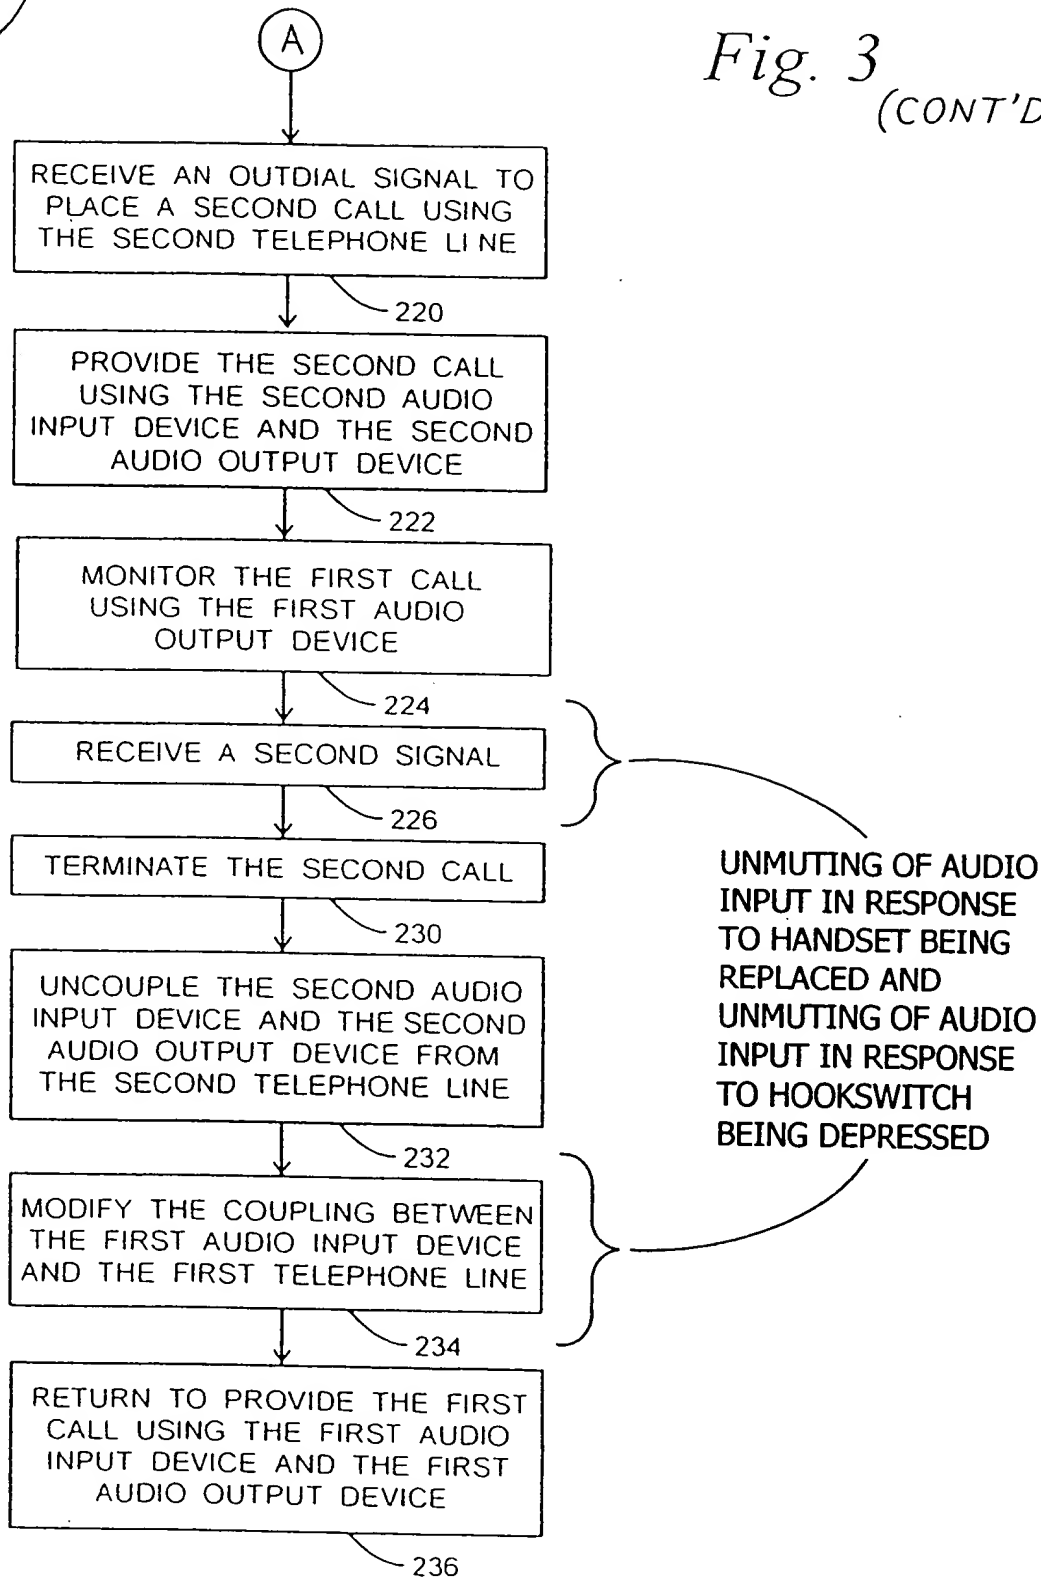 A
Fig. 3
(CONT'D
RECEIVE AN OUTDIAL SIGNAL TO
PLACE A SECOND CALL USING
THE SECOND TELEPHONE LINE
220
PROVIDE THE SECOND CALL
USING THE SECOND AUDIO
INPUT DEVICE AND THE SECOND
AUDIO OUTPUT DEVICE
222
MONITOR THE FIRST CALL
USING THE FIRST AUDIO
OUTPUT DEVICE
224
RECEIVE A SECOND SIGNAL
226
TERMINATE THE SECOND CALL
230
UNCOUPLE THE SECOND AUDIO
INPUT DEVICE AND THE SECOND
AUDIO OUTPUT DEVICE FROM
THE SECOND TELEPHONE LINE
232
MODIFY THE COUPLING BETWEEN
THE FIRST AUDIO INPUT DEVICE
AND THE FIRST TELEPHONE LINE
234
RETURN TO PROVIDE THE FIRST
CALL USING THE FIRST AUDIO
INPUT DEVICE AND THE FIRST
AUDIO OUTPUT DEVICE
236
UNMUTING OF AUDIO
INPUT IN RESPONSE
TO HANDSET BEING
REPLACED AND
UNMUTING OF AUDIO
INPUT IN RESPONSE
TO HOOKSWITCH
BEING DEPRESSED